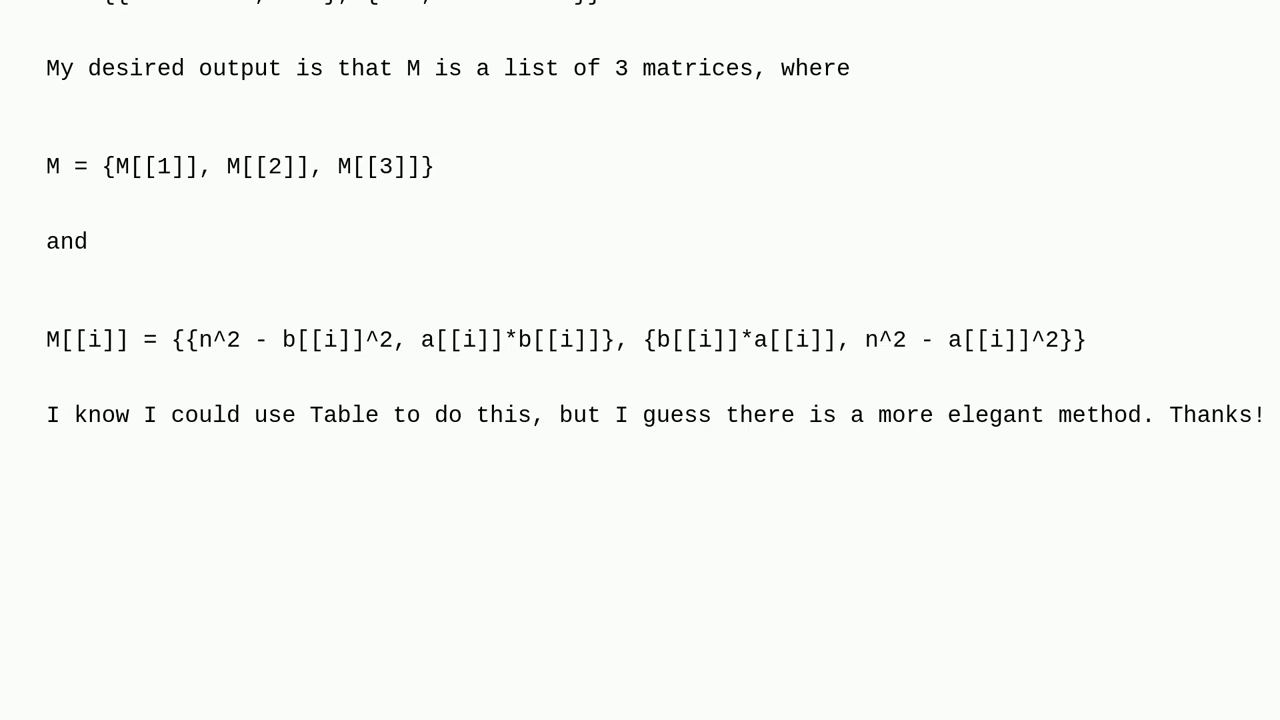 My desired output is that M is a list of 3 matrices, where
M = {M[[1]], M[[2]], M[[3]]}
and
M[[i]] = {{n^2 - b[[i]]^2, a[[i]]*b[[i]]}, {b[[i]]*a[[i]], n^2 - a[[i]]^2}}
I know I could use Table to do this, but I guess there is a more elegant method. Thanks!